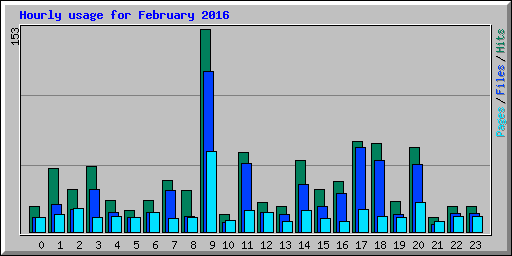 Hourly usage for February 2016
153
Pages/Files/Hits
0 1 2 3 4 5 6 7 8 9 10 11 12 13 14 15 16 17 18 19 20 21 22 23